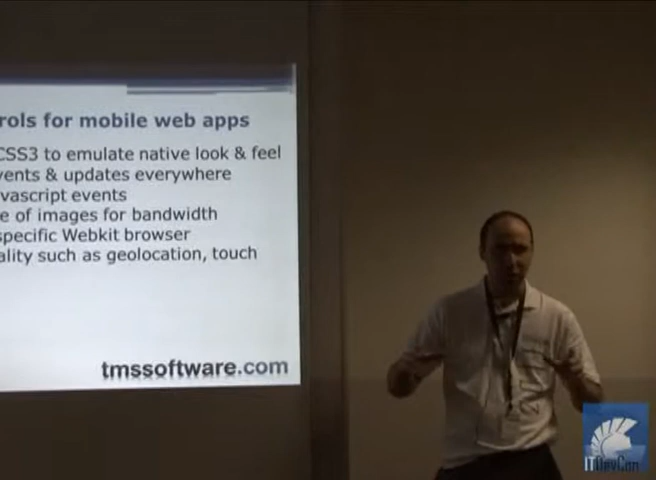 rols for mobile web apps
CSS3 to emulate native look & feel
vents & updates everywhere
vascript events
e of images for bandwidth
specific Webkit browser
ality such as geolocation, touch
tmssoftware.com
ITDevCon